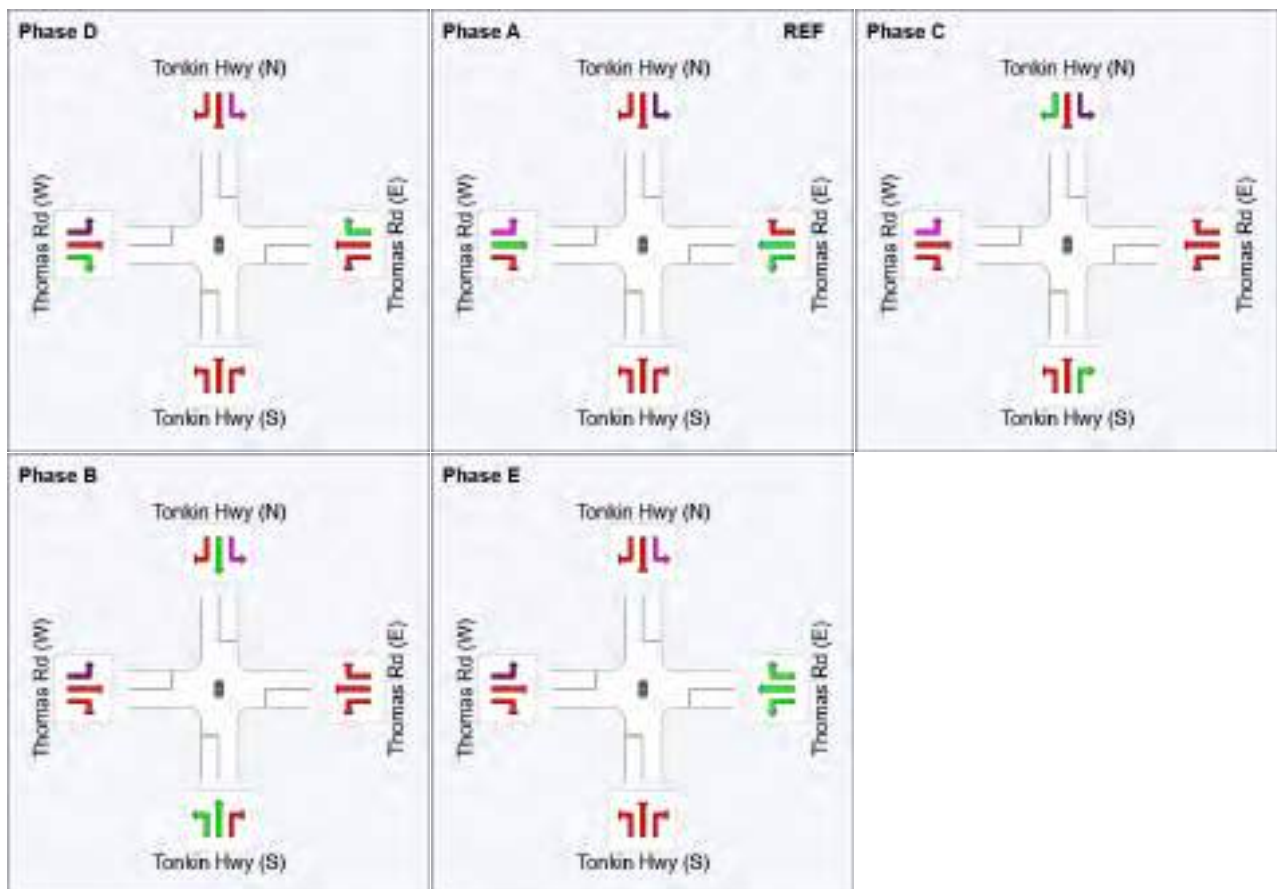 Phase D
Tonkin Hwy (N)
Thomas Rd (W)
Thomas Rd (E)
Tonkin Hwy (S)
Phase A
REF
Tonkin Hwy (N)
Thomas Rd (W)
Thomas Rd (E)
Tonkin Hwy (S)
Phase C
Tonkin Hwy (N)
Thomas Rd (W)
Thomas Rd (E)
Tonkin Hwy (S)
Phase B
Tonkin Hwy (N)
Thomas Rd (W)
Thomas Rd (E)
Tonkin Hwy (S)
Phase E
Tonkin Hwy (N)
Thomas Rd (W)
Thomas Rd (E)
Tonkin Hwy (S)